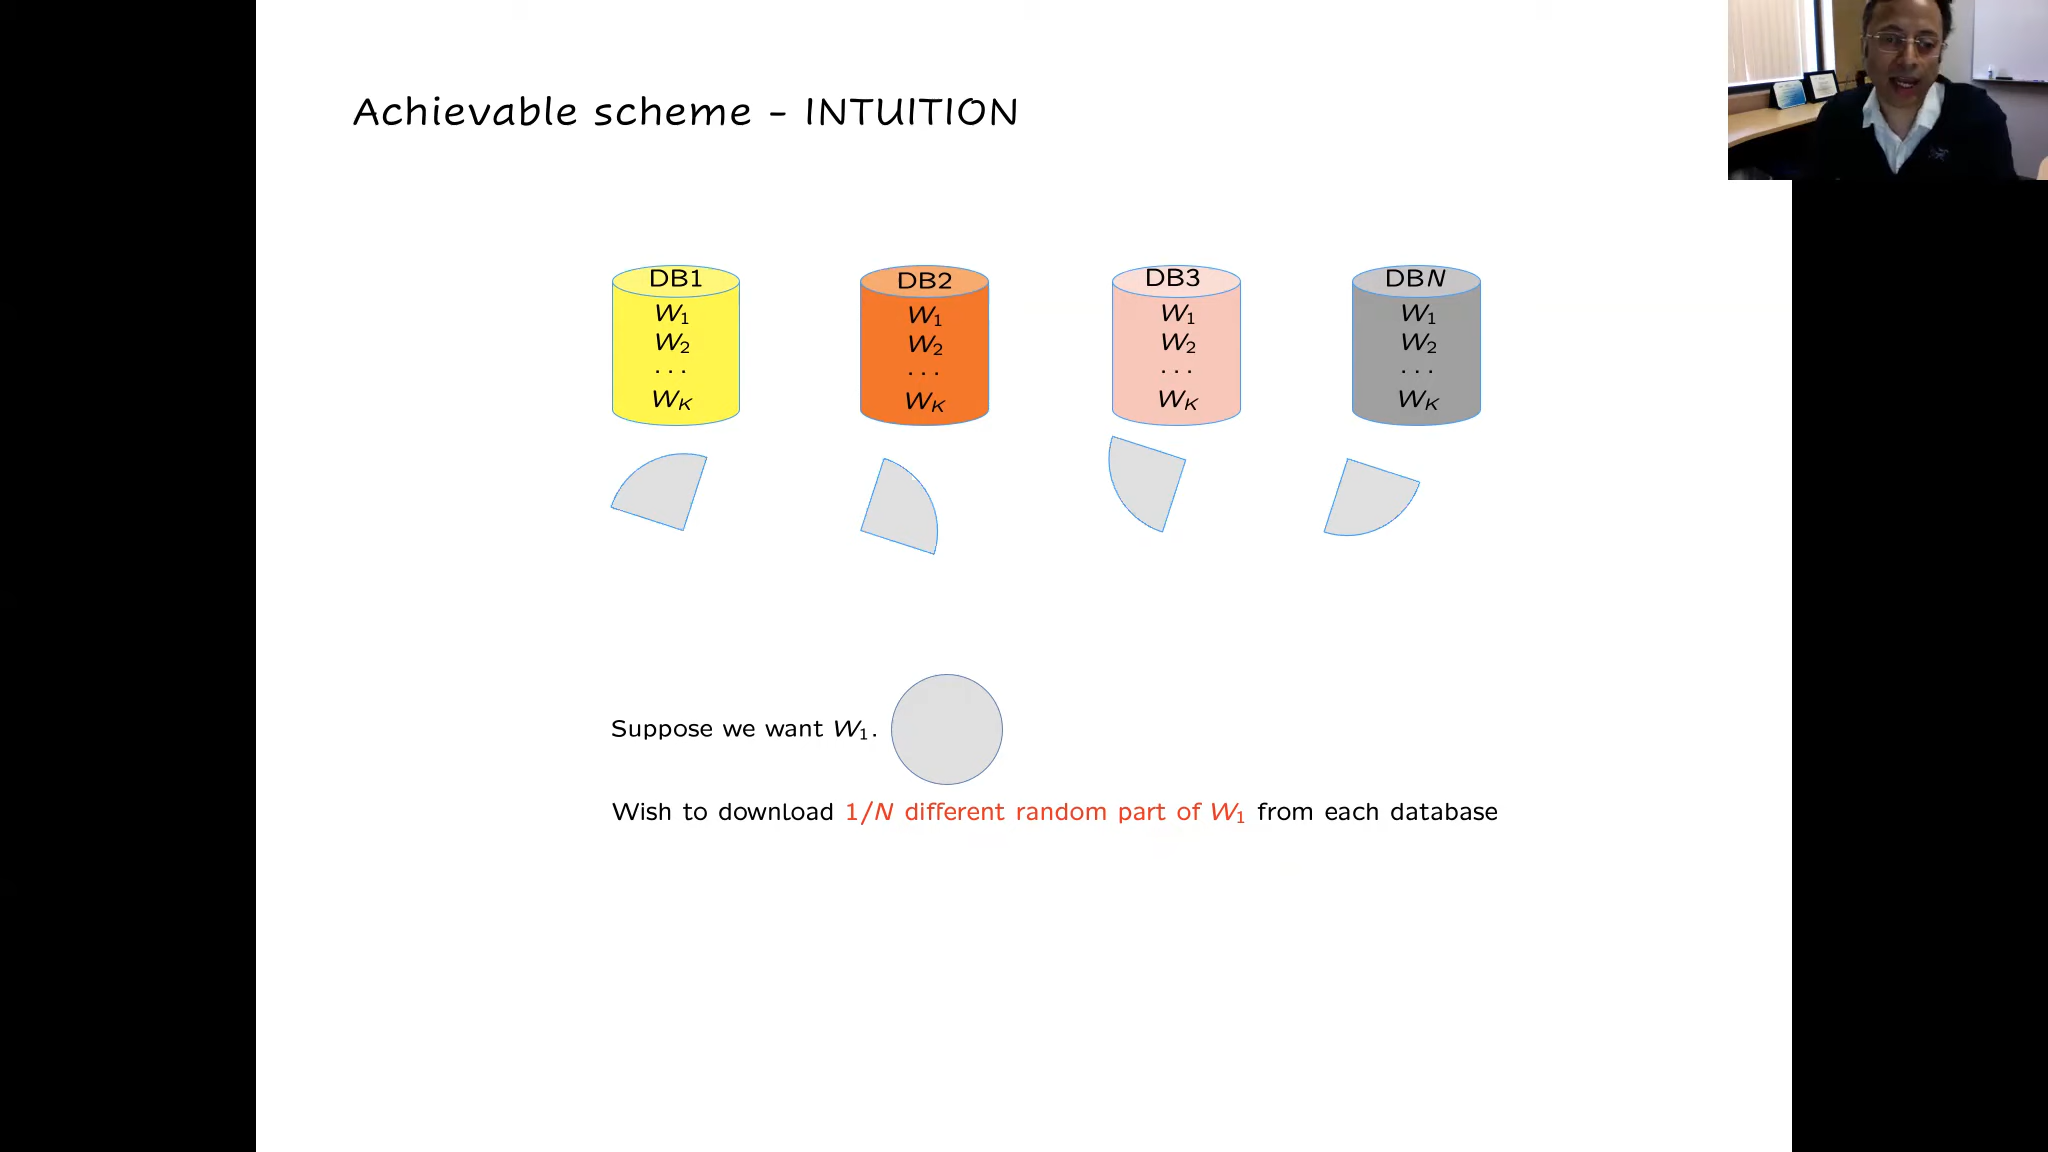 Achievable scheme - INTUITION
DB1
W₁
W₂
...
W_K
DB2
W₁
W₂
...
W_K
DB3
W₁
W₂
...
W_K
DBN
W₁
W₂
...
W_K
Suppose we want W₁.
Wish to download 1/N different random part of W₁ from each database